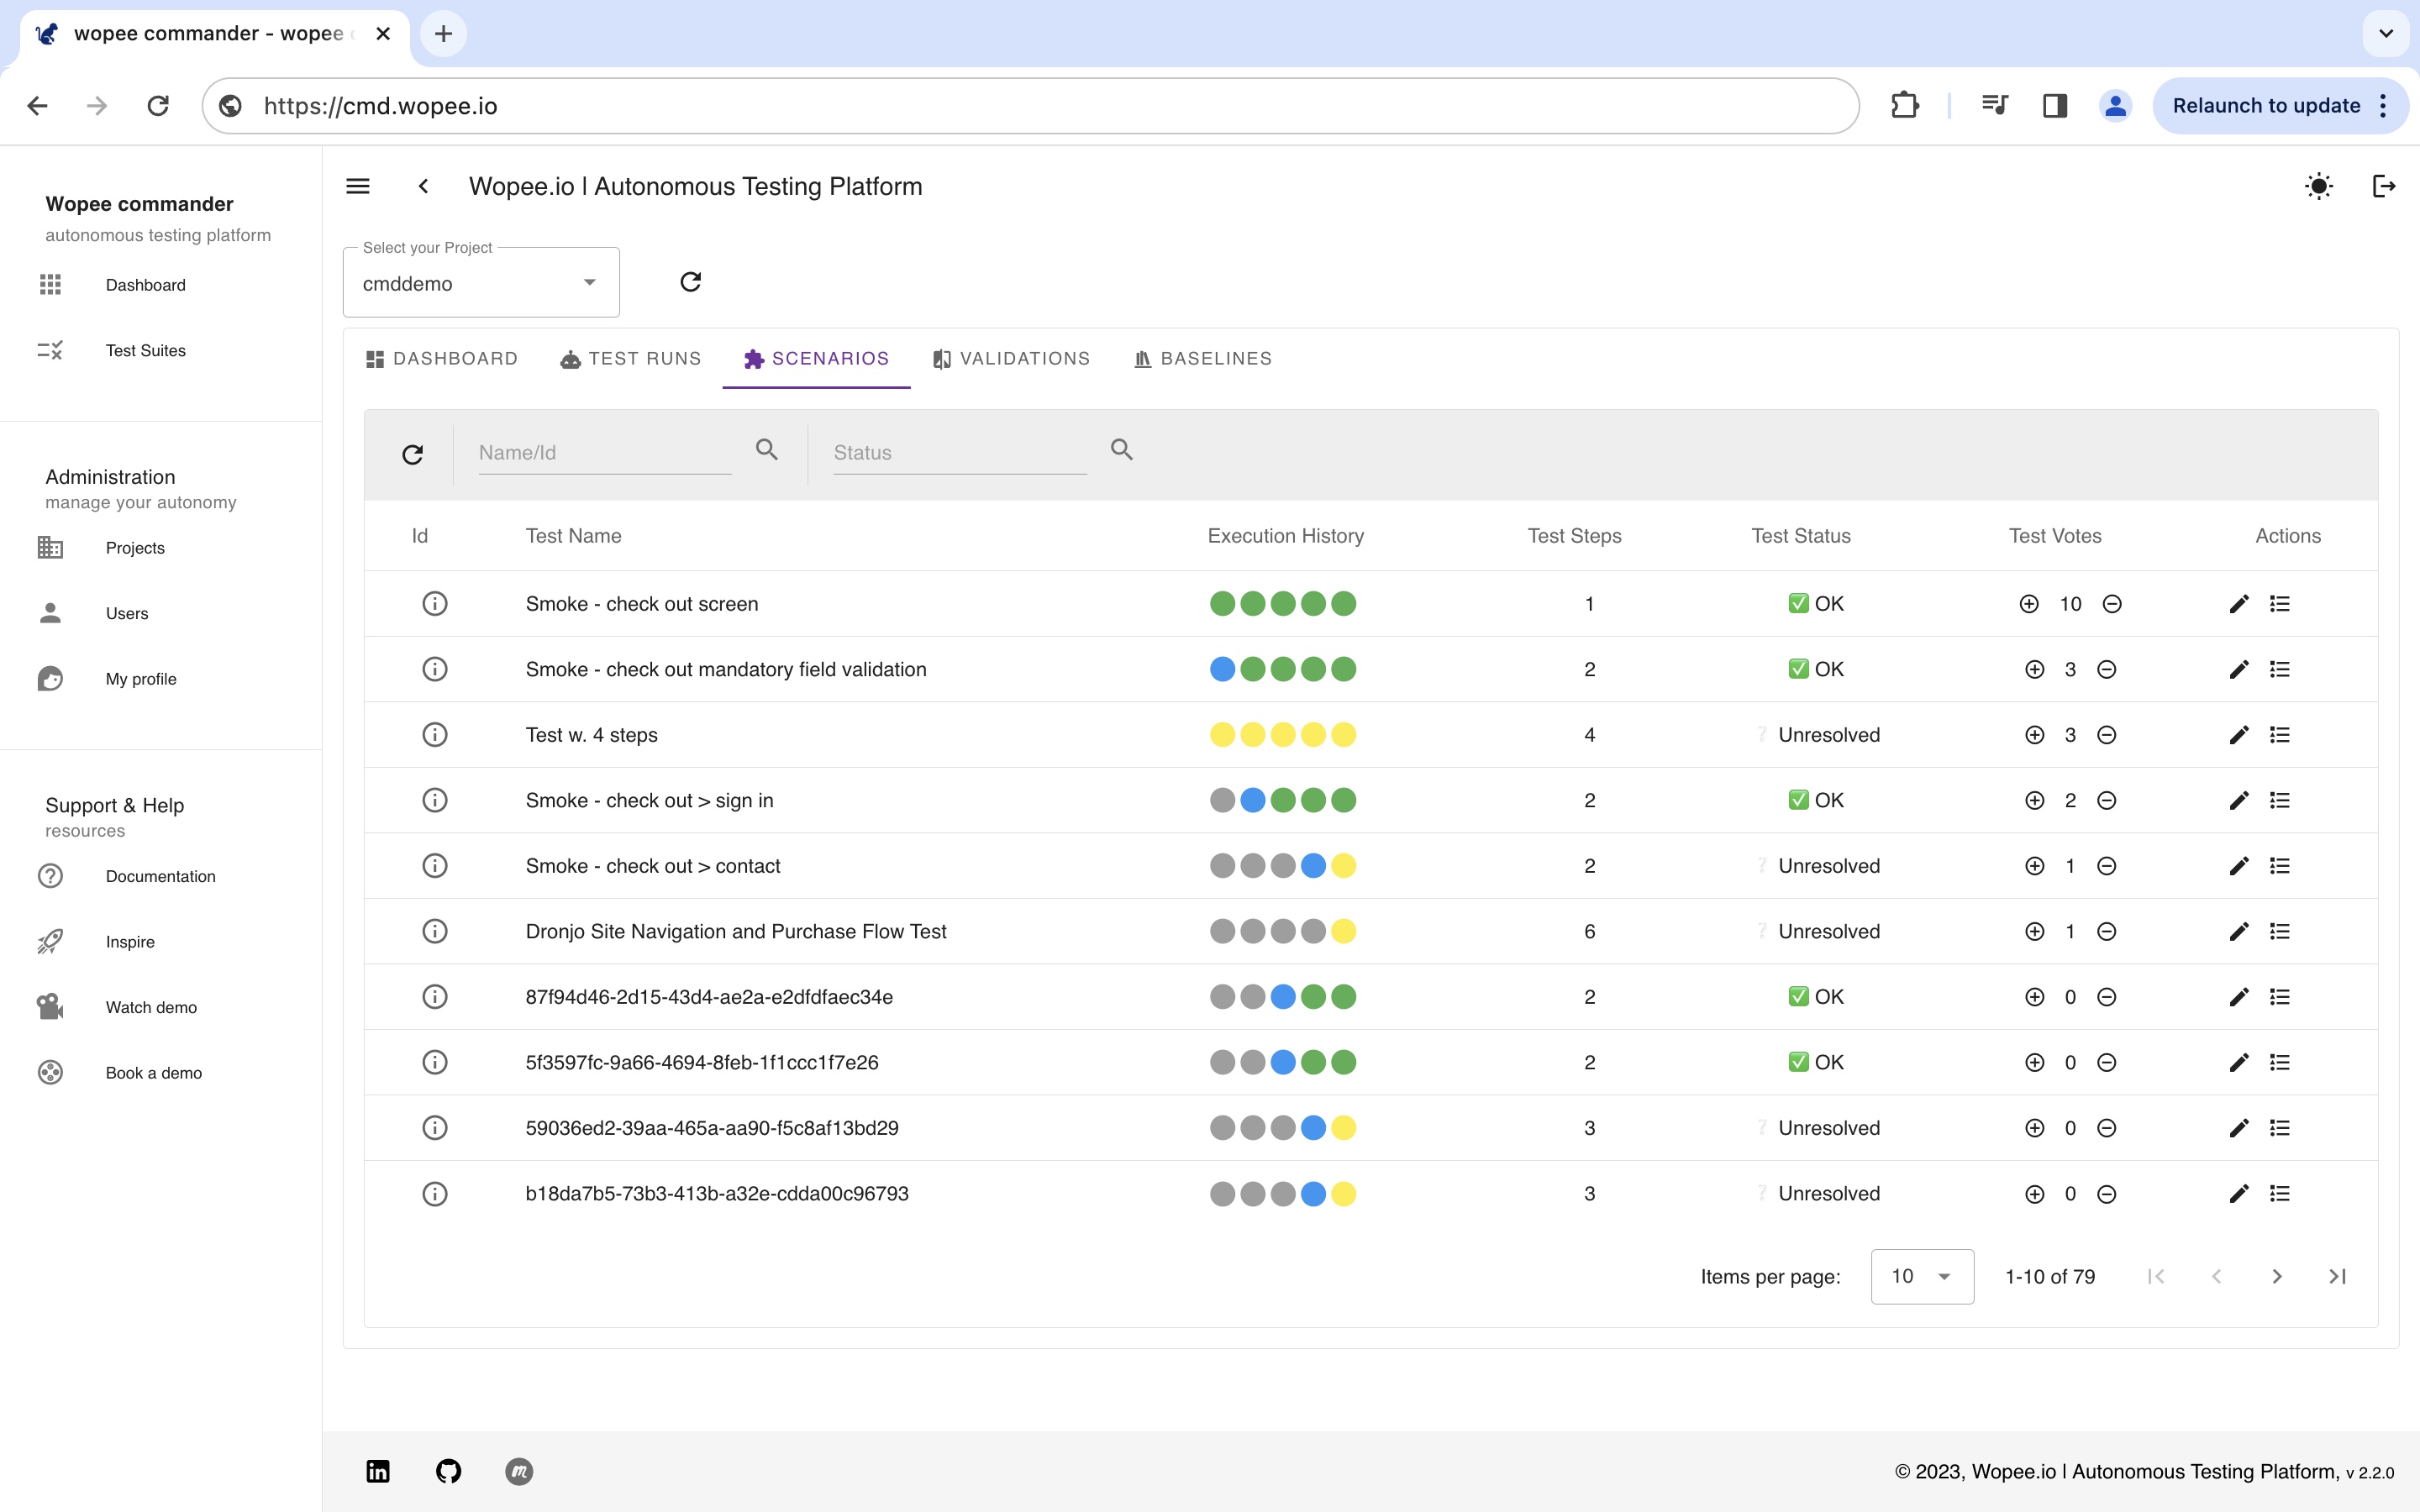 wopee commander - wopee
https://cmd.wopee.io
Relaunch to update
Wopee commander
autonomous testing platform
Dashboard
Test Suites
Administration
manage your autonomy
Projects
Users
My profile
Support & Help
resources
Documentation
Inspire
Watch demo
Book a demo
Wopee.io | Autonomous Testing Platform
Select your Project
cmddemo
DASHBOARD TEST RUNS SCENARIOS VALIDATIONS BASELINES
Name/Id Status
Id Test Name Execution History Test Steps Test Status Test Votes Actions
Smoke - check out screen 1 ✅ OK 10
Smoke - check out mandatory field validation 2 ✅ OK 3
Test w. 4 steps 4 ❔ Unresolved 3
Smoke - check out > sign in 2 ✅ OK 2
Smoke - check out > contact 2 ❔ Unresolved 1
Dronjo Site Navigation and Purchase Flow Test 6 ❔ Unresolved 1
87f94d46-2d15-43d4-ae2a-e2dfdfaec34e 2 ✅ OK 0
5f3597fc-9a66-4694-8feb-1f1ccc1f7e26 2 ✅ OK 0
59036ed2-39aa-465a-aa90-f5c8af13bd29 3 ❔ Unresolved 0
b18da7b5-73b3-413b-a32e-cdda00c96793 3 ❔ Unresolved 0
Items per page: 10 1-10 of 79
© 2023, Wopee.io | Autonomous Testing Platform, v 2.2.0